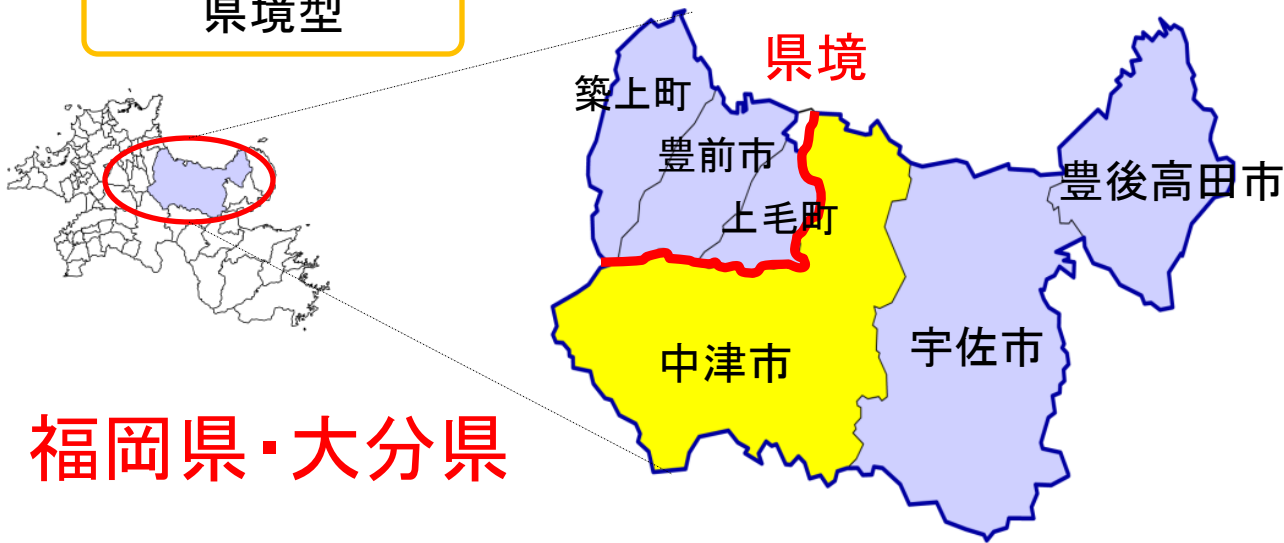 県境型
県境
築上町
豊前市
上毛町
豊後高田市
中津市
宇佐市
福岡県・大分県